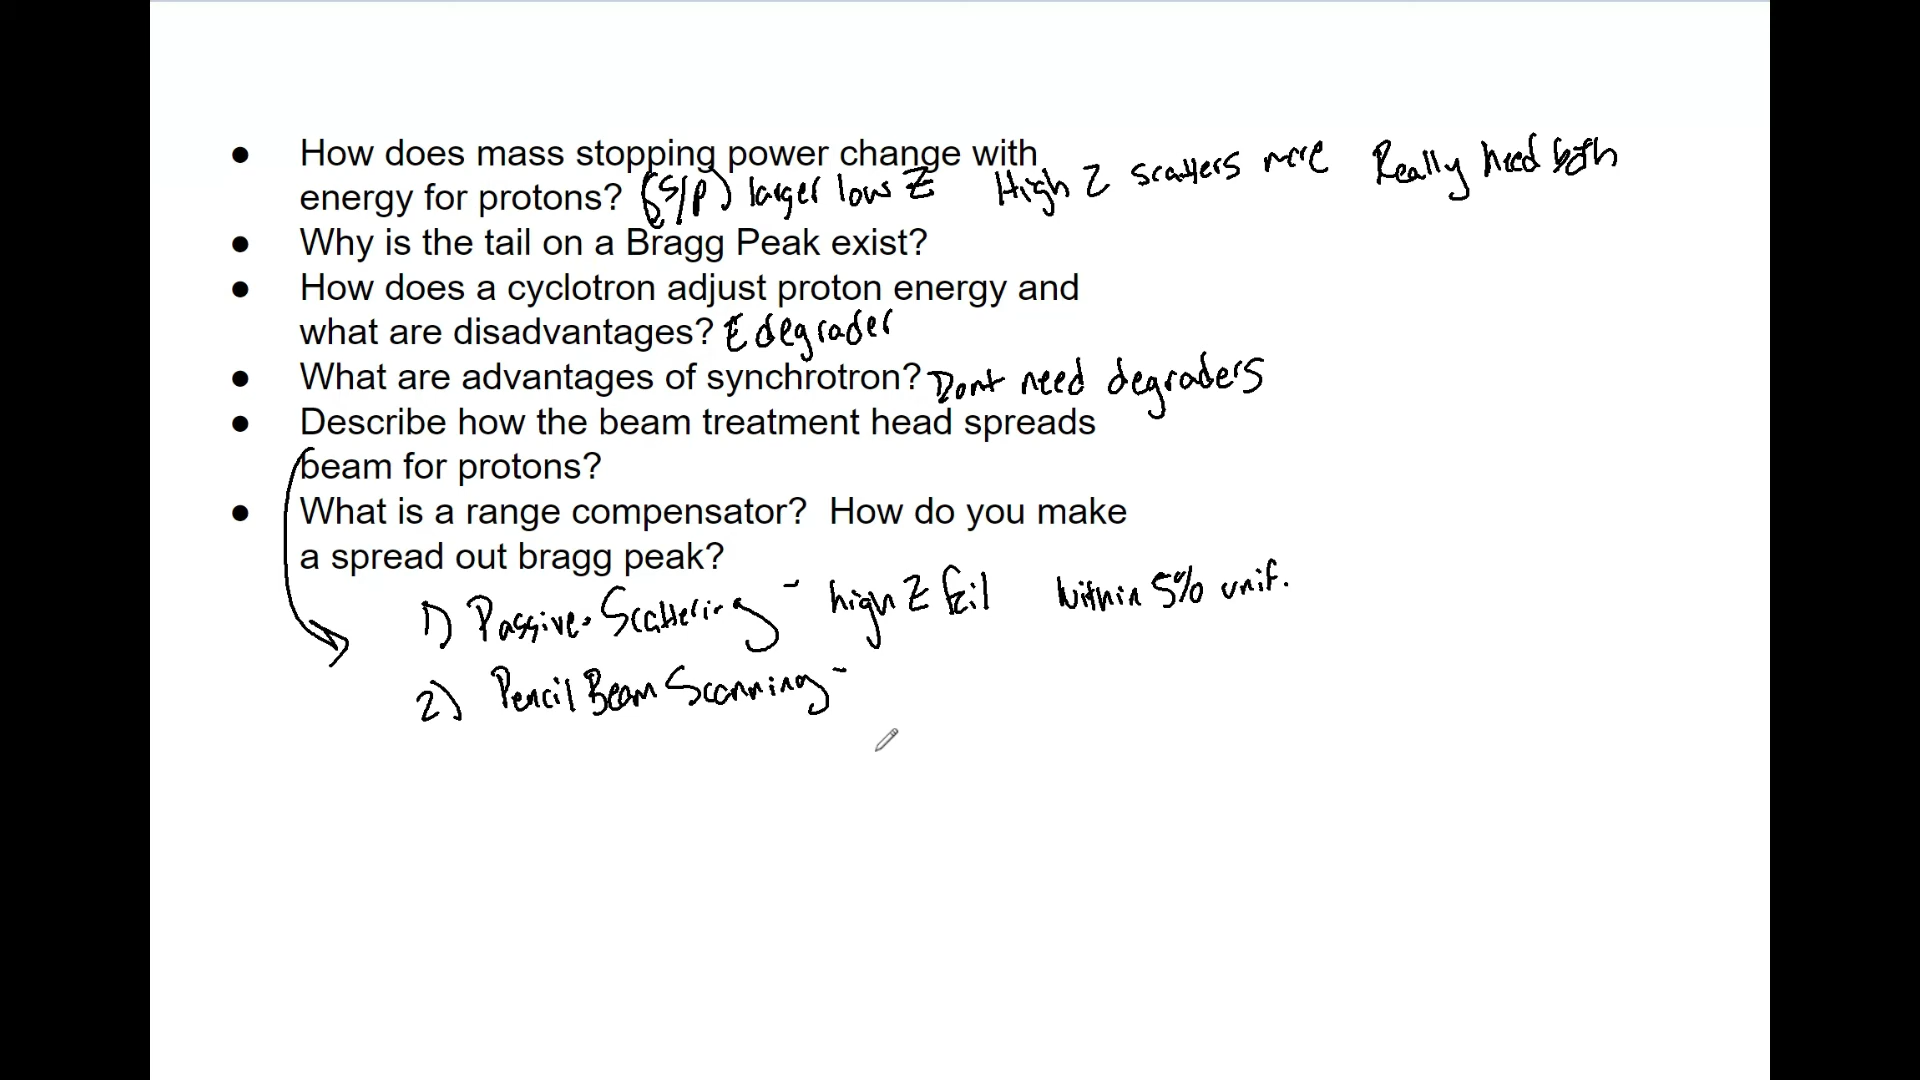 ● How does mass stopping power change with
energy for protons? (S/ρ) larger low Z High Z scatters more Really need both
● Why is the tail on a Bragg Peak exist?
● How does a cyclotron adjust proton energy and
what are disadvantages? E degrader
● What are advantages of synchrotron? Dont need degraders
● Describe how the beam treatment head spreads
beam for protons?
● What is a range compensator? How do you make
a spread out bragg peak?
1) Passive Scattering - high Z foil Within 5% unif.
2) Pencil Beam Scanning -